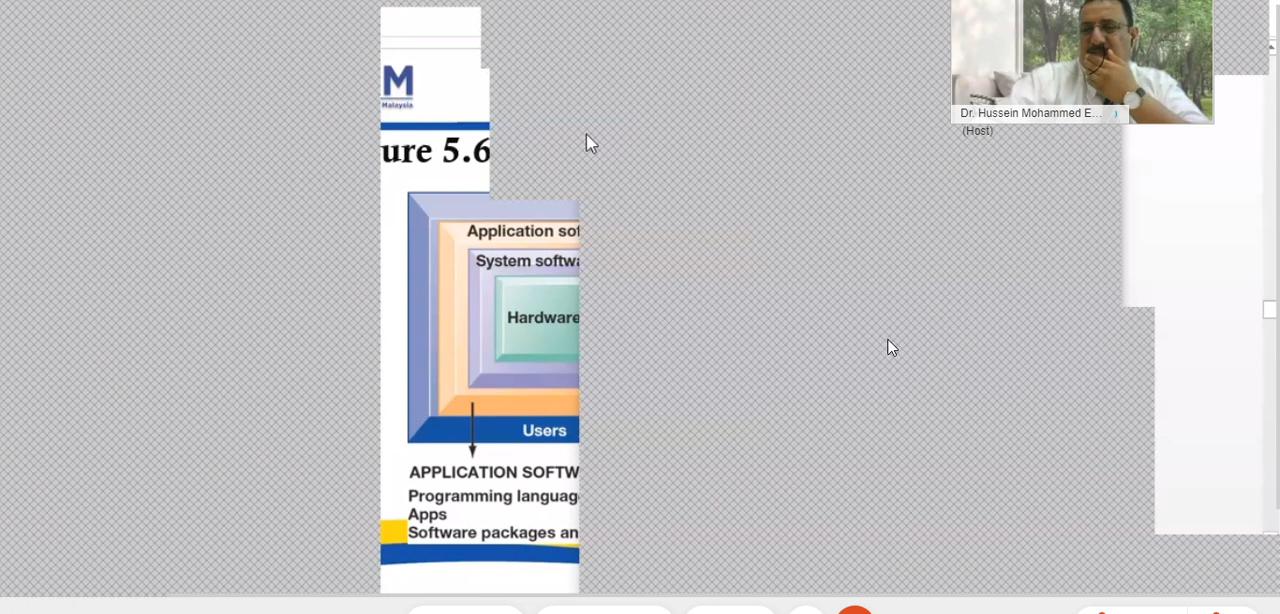 M
Malaysia
ure 5.6
Application sof
System softwa
Hardware
Users
APPLICATION SOFTW
Programming languag
Apps
Software packages an
Dr. Hussein Mohammed E...
(Host)